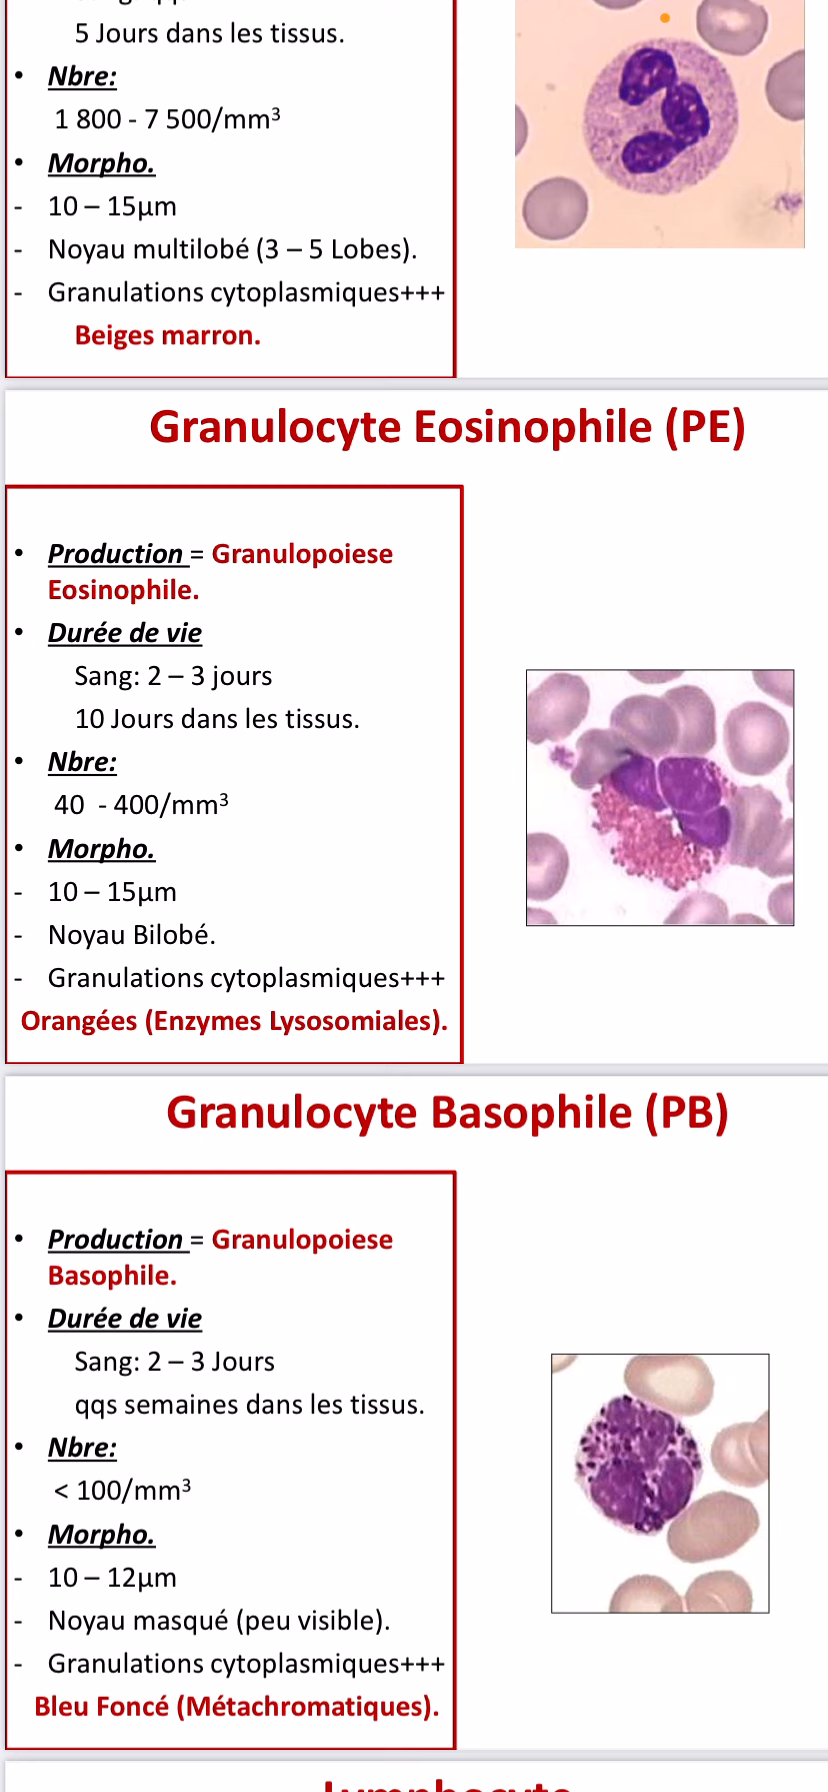 5 Jours dans les tissus.
• Nbre:
1 800 - 7 500/mm³
• Morpho.
- 10 – 15µm
- Noyau multilobé (3 – 5 Lobes).
- Granulations cytoplasmiques+++
Beiges marron.
Granulocyte Eosinophile (PE)
• Production = Granulopoiese
Eosinophile.
• Durée de vie
Sang: 2 – 3 jours
10 Jours dans les tissus.
• Nbre:
40 - 400/mm³
• Morpho.
- 10 – 15µm
- Noyau Bilobé.
- Granulations cytoplasmiques+++
Orangées (Enzymes Lysosomiales).
Granulocyte Basophile (PB)
• Production = Granulopoiese
Basophile.
• Durée de vie
Sang: 2 – 3 Jours
qqs semaines dans les tissus.
• Nbre:
< 100/mm³
• Morpho.
- 10 – 12µm
- Noyau masqué (peu visible).
- Granulations cytoplasmiques+++
Bleu Foncé (Métachromatiques).
Lymphocyte